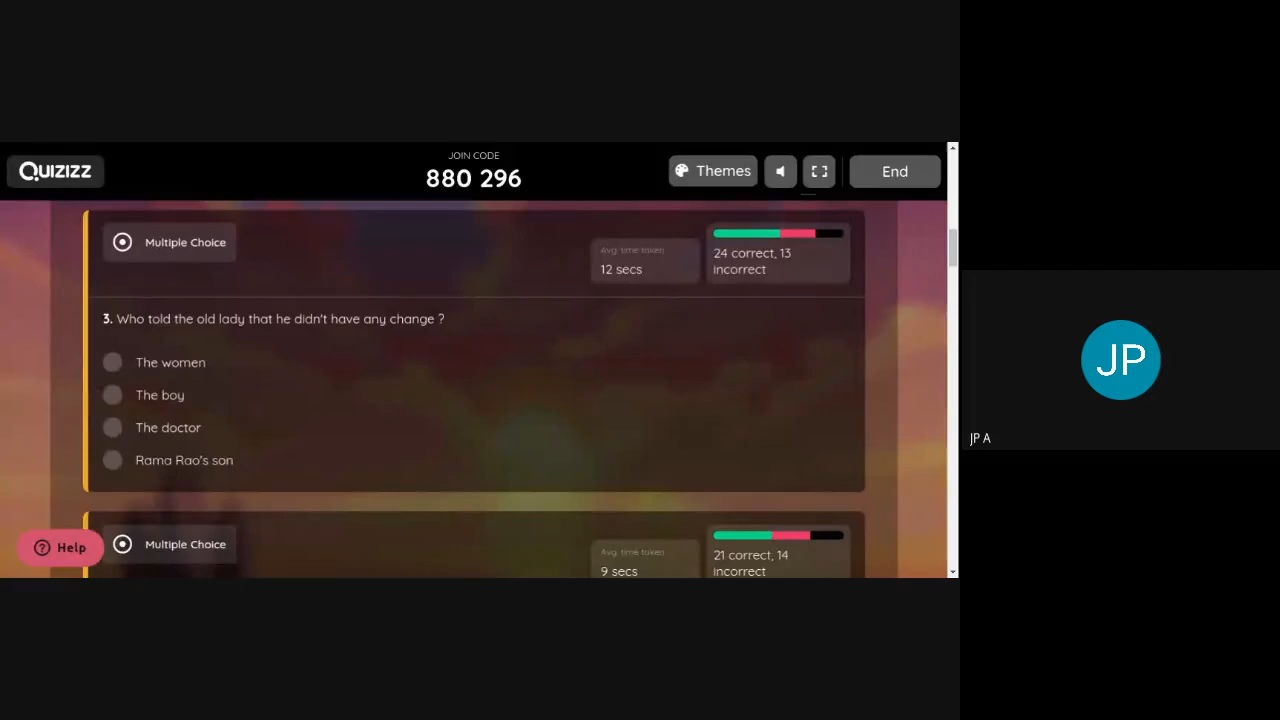 Quizizz
JOIN CODE
880 296
Themes
End
Multiple Choice
Avg. time taken
12 secs
24 correct, 13
incorrect
3. Who told the old lady that he didn't have any change ?
The women
The boy
The doctor
Rama Rao's son
Help
Multiple Choice
Avg. time taken
9 secs
21 correct, 14
incorrect
JP
JP A